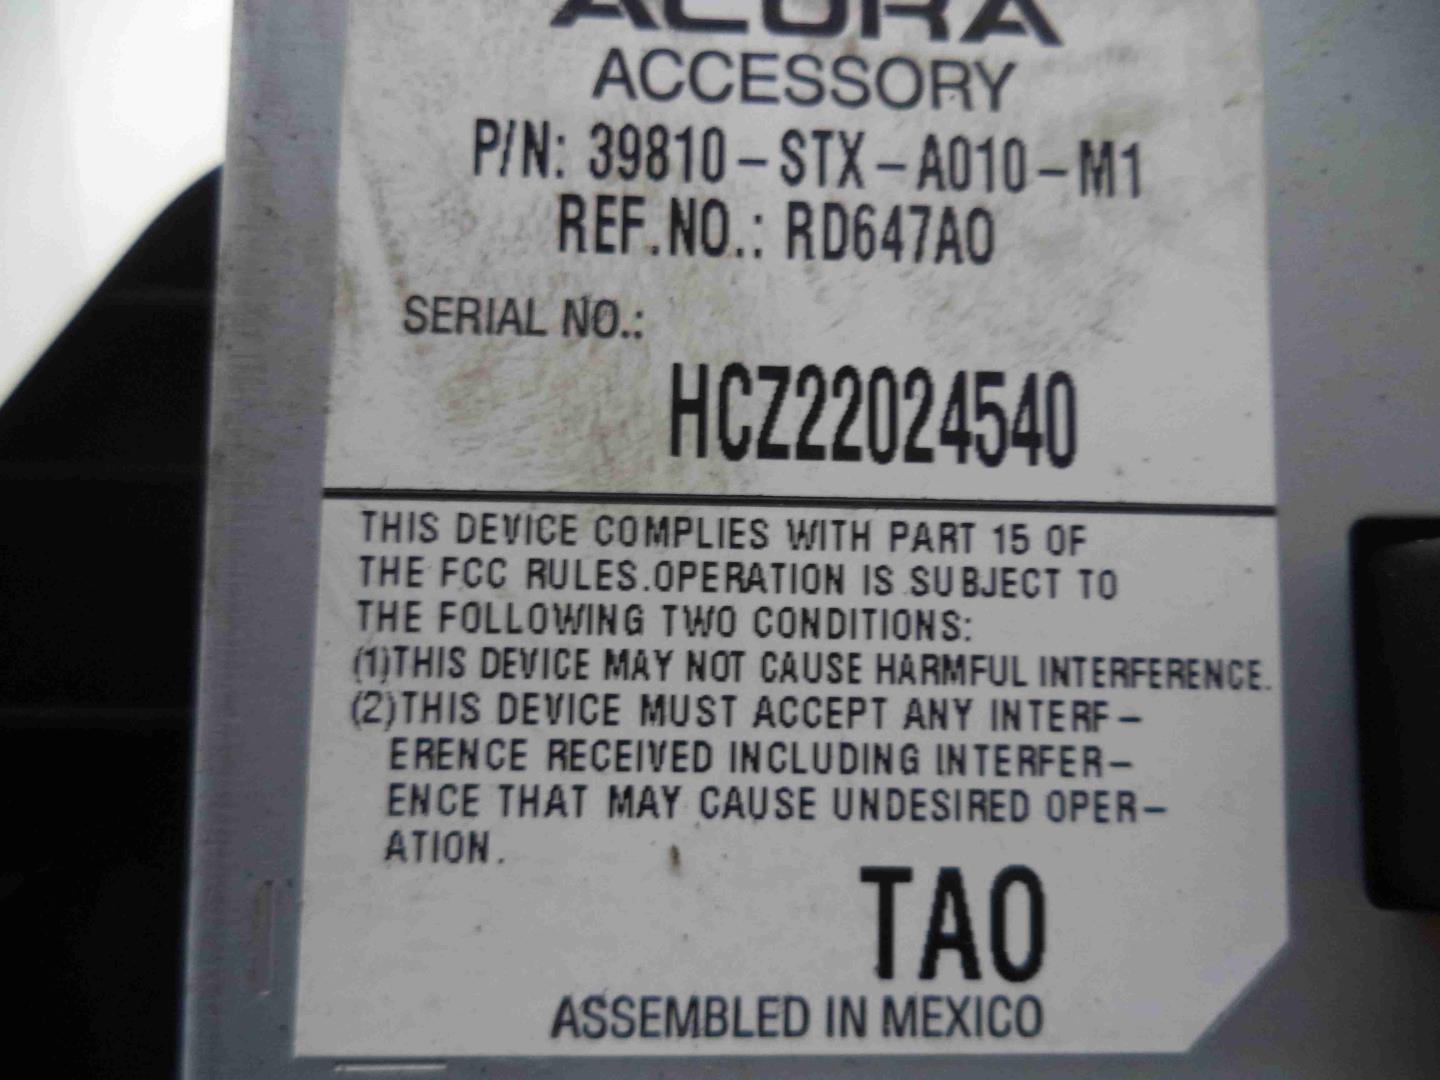 ACURA
ACCESSORY
P/N: 39810-STX-A010-M1
REF.NO.: RD647A0
SERIAL NO.:
HCZ22024540
THIS DEVICE COMPLIES WITH PART 15 OF
THE FCC RULES.OPERATION IS SUBJECT TO
THE FOLLOWING TWO CONDITIONS:
(1)THIS DEVICE MAY NOT CAUSE HARMFUL INTERFERENCE.
(2)THIS DEVICE MUST ACCEPT ANY INTERF-
ERENCE RECEIVED INCLUDING INTERFER-
ENCE THAT MAY CAUSE UNDESIRED OPER-
ATION.
TA0
ASSEMBLED IN MEXICO